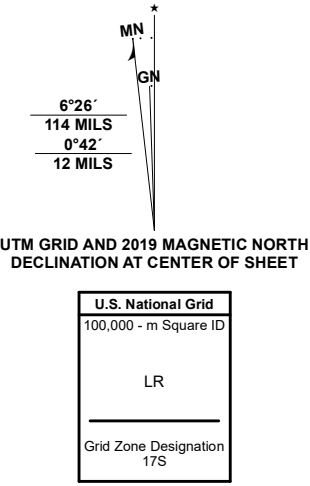 ★
MN
GN
6°26´
114 MILS
0°42´
12 MILS
UTM GRID AND 2019 MAGNETIC NORTH
DECLINATION AT CENTER OF SHEET
U.S. National Grid
100,000 - m Square ID
LR
Grid Zone Designation
17S